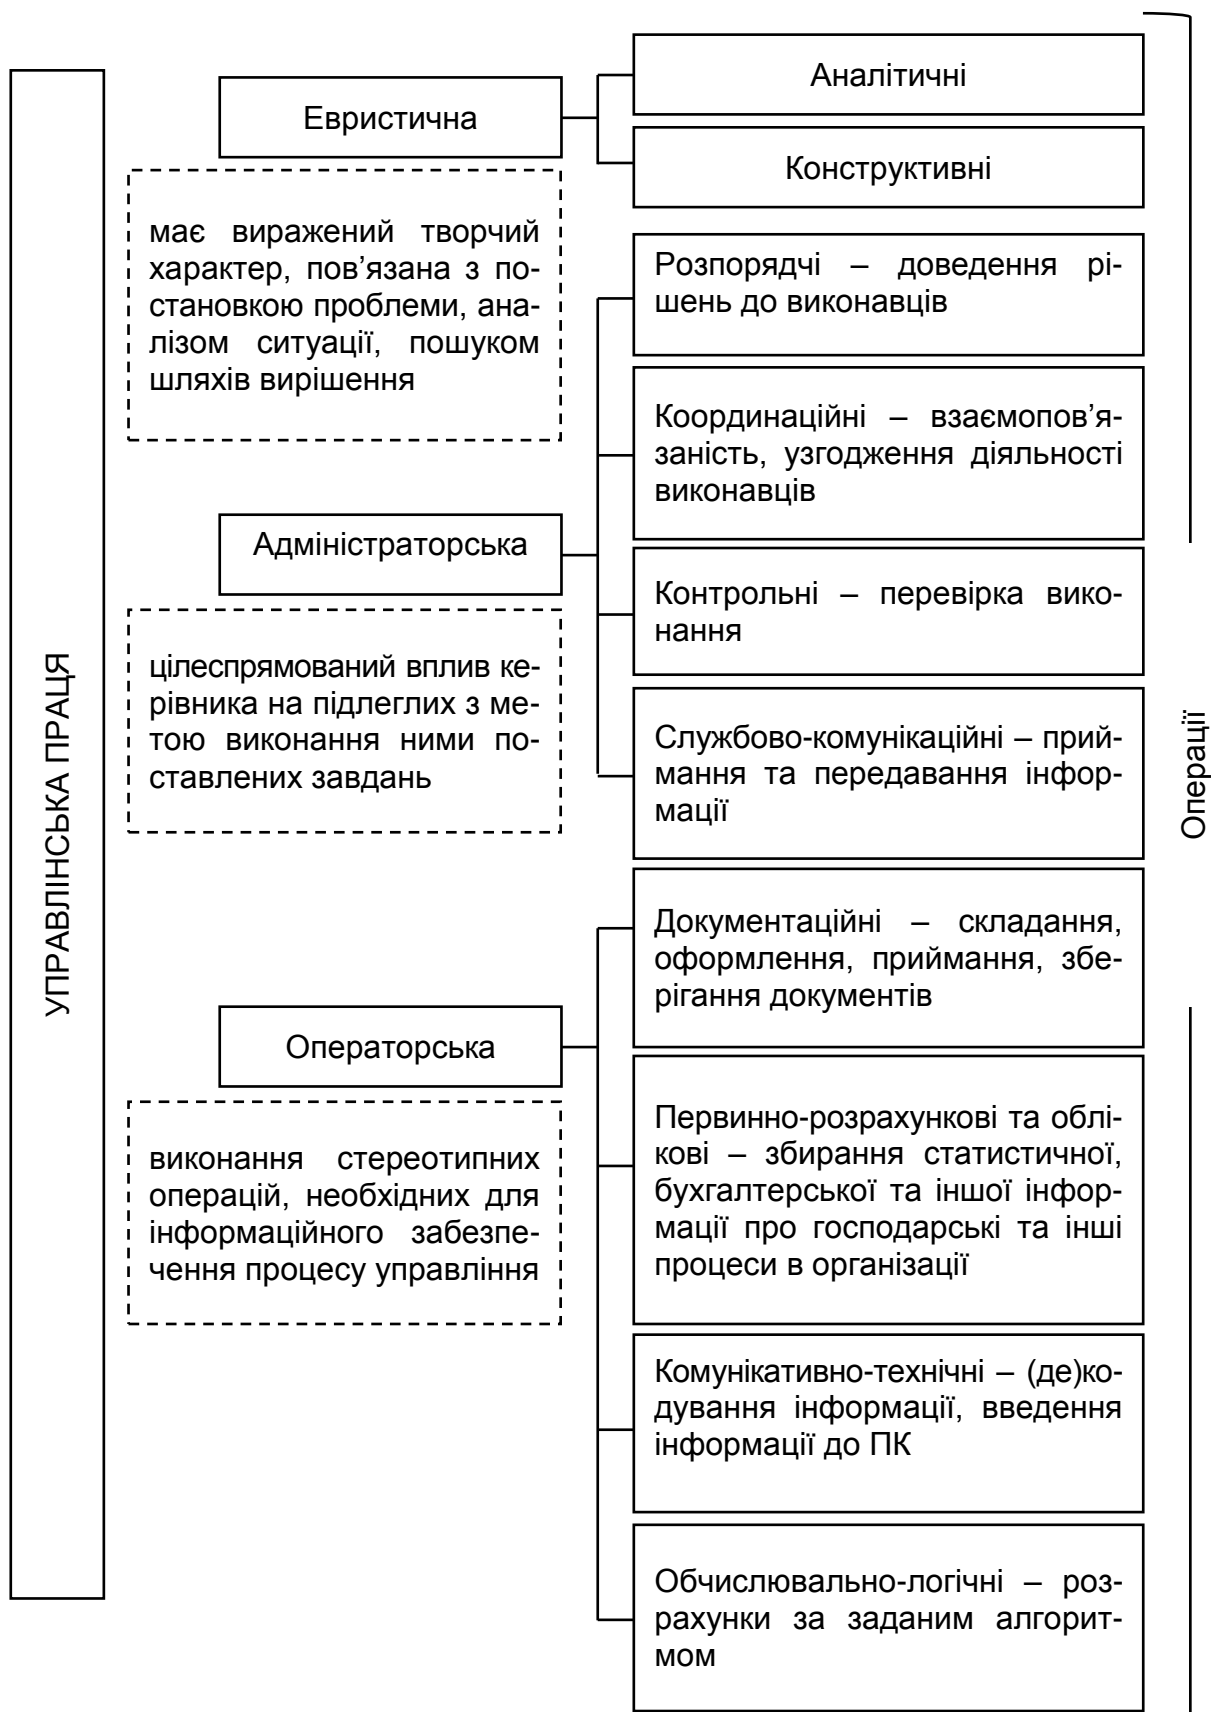 УПРАВЛІНСЬКА ПРАЦЯ
Евристична
має виражений творчий
характер, пов’язана з по-
становкою проблеми, ана-
лізом ситуації, пошуком
шляхів вирішення
Аналітичні
Конструктивні
Адміністраторська
цілеспрямований вплив ке-
рівника на підлеглих з ме-
тою виконання ними по-
ставлених завдань
Розпорядчі – доведення рі-
шень до виконавців
Координаційні – взаємопов’я-
заність, узгодження діяльності
виконавців
Контрольні – перевірка вико-
нання
Службово-комунікаційні – прий-
мання та передавання інфор-
мації
Операторська
виконання стереотипних
операцій, необхідних для
інформаційного забезпе-
чення процесу управління
Документаційні – складання,
оформлення, приймання, збе-
рігання документів
Первинно-розрахункові та облі-
кові – збирання статистичної,
бухгалтерської та іншої інфор-
мації про господарські та інші
процеси в організації
Комунікативно-технічні – (де)ко-
дування інформації, введення
інформації до ПК
Обчислювально-логічні – роз-
рахунки за заданим алгорит-
мом
Операції